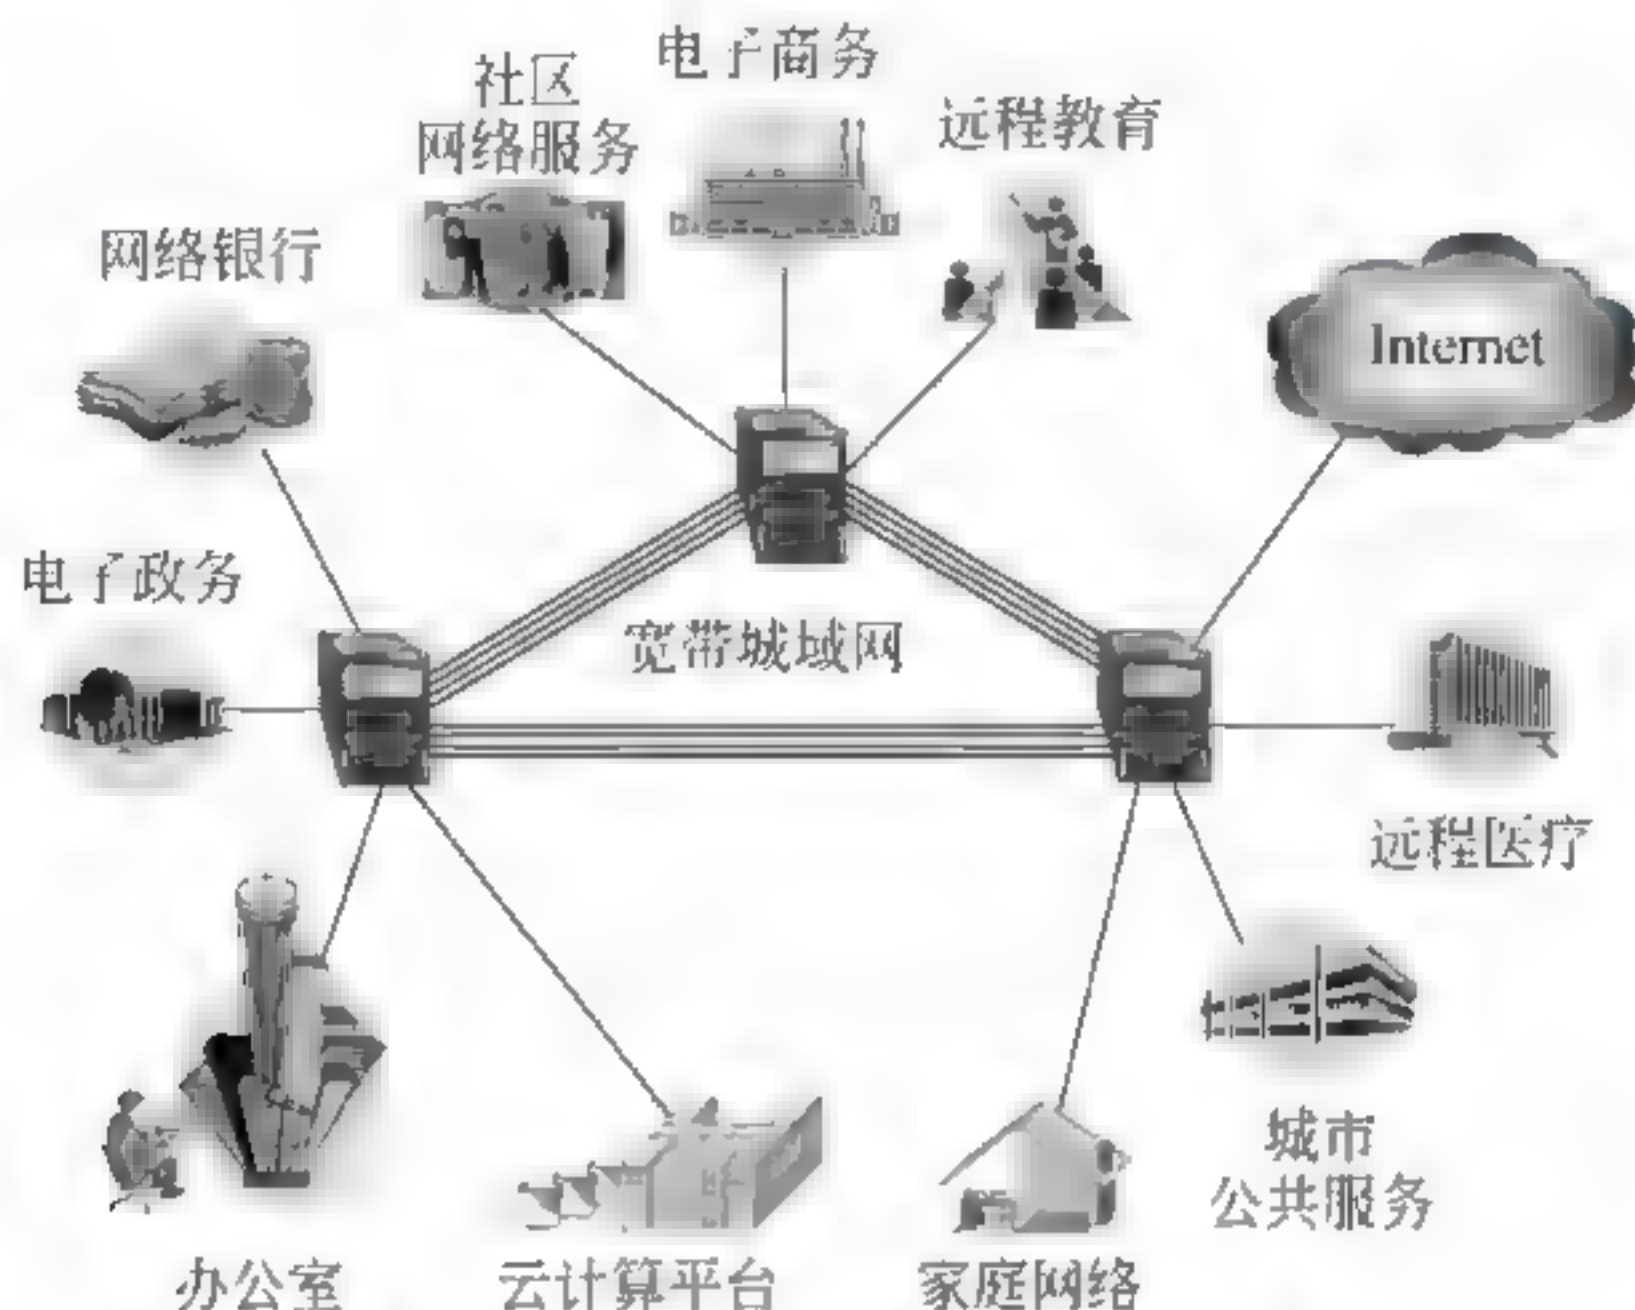 电子商务
社区
网络服务
远程教育
网络银行
Internet
电子政务
宽带城域网
远程医疗
城市
公共服务
办公室
云计算平台
家庭网络